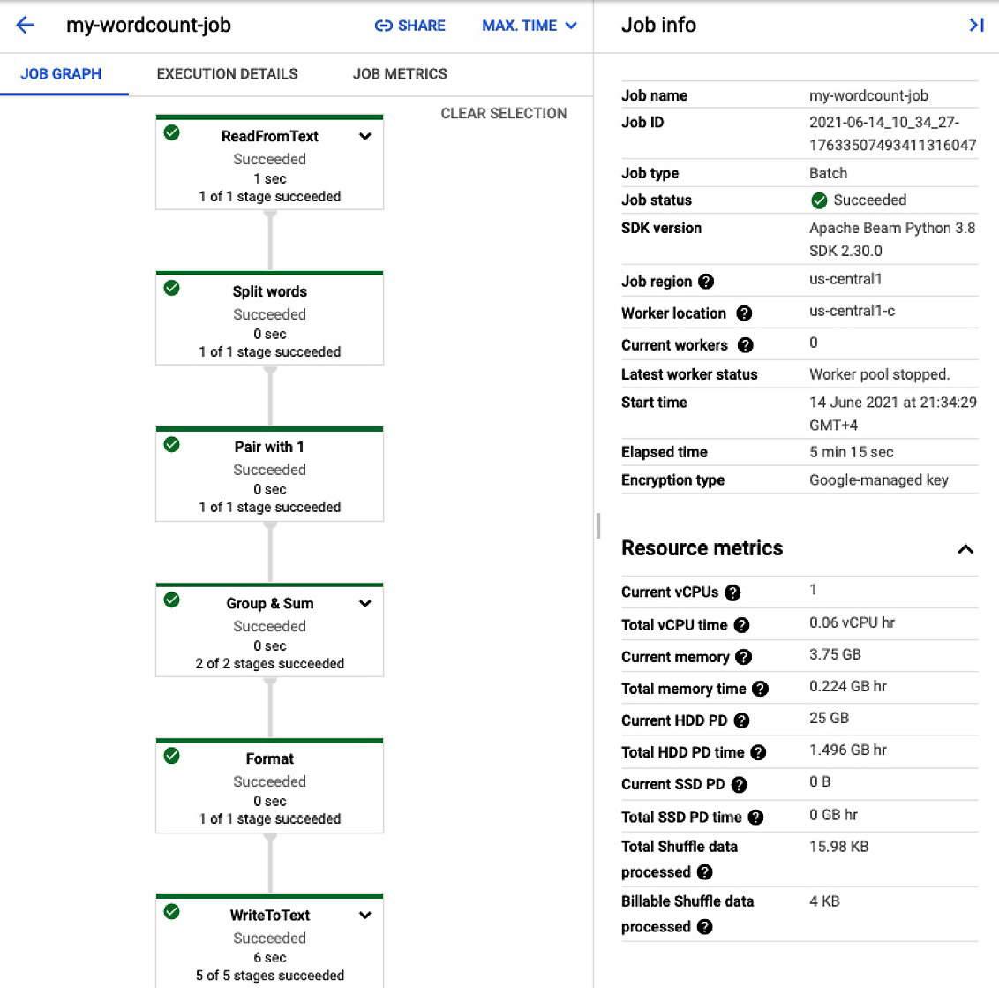 my-wordcount-job
SHARE
MAX. TIME
JOB GRAPH
EXECUTION DETAILS
JOB METRICS
CLEAR SELECTION
ReadFromText
Succeeded
1 sec
1 of 1 stage succeeded
Split words
Succeeded
0 sec
1 of 1 stage succeeded
Pair with 1
Succeeded
0 sec
1 of 1 stage succeeded
Group & Sum
Succeeded
0 sec
2 of 2 stages succeeded
Format
Succeeded
0 sec
1 of 1 stage succeeded
WriteToText
Succeeded
6 sec
5 of 5 stages succeeded
Job info
Job name my-wordcount-job
Job ID 2021-06-14_10_34_27-
17633507493411316047
Job type Batch
Job status Succeeded
SDK version Apache Beam Python 3.8
SDK 2.30.0
Job region us-central1
Worker location us-central1-c
Current workers 0
Latest worker status Worker pool stopped.
Start time 14 June 2021 at 21:34:29
GMT+4
Elapsed time 5 min 15 sec
Encryption type Google-managed key
Resource metrics
Current vCPUs 1
Total vCPU time 0.06 vCPU hr
Current memory 3.75 GB
Total memory time 0.224 GB hr
Current HDD PD 25 GB
Total HDD PD time 1.496 GB hr
Current SSD PD 0 B
Total SSD PD time 0 GB hr
Total Shuffle data 15.98 KB
processed
Billable Shuffle data 4 KB
processed